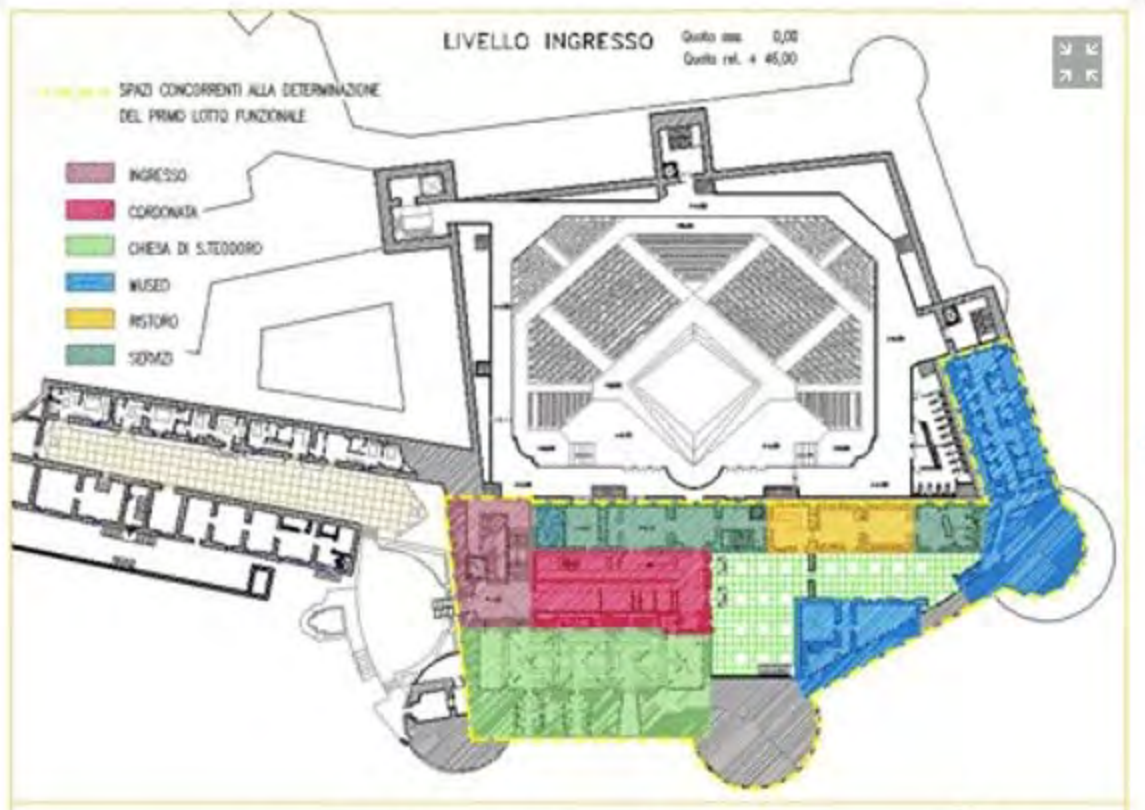 LIVELLO INGRESSO
Quota ass. 0,00
Quota rel. + 46,00
SPAZI CONCORRENTI ALLA DETERMINAZIONE
DEL PRIMO LOTTO FUNZIONALE
INGRESSO
CORDONATA
CHIESA DI S.TEODORO
MUSEO
RISTORO
SERVIZI